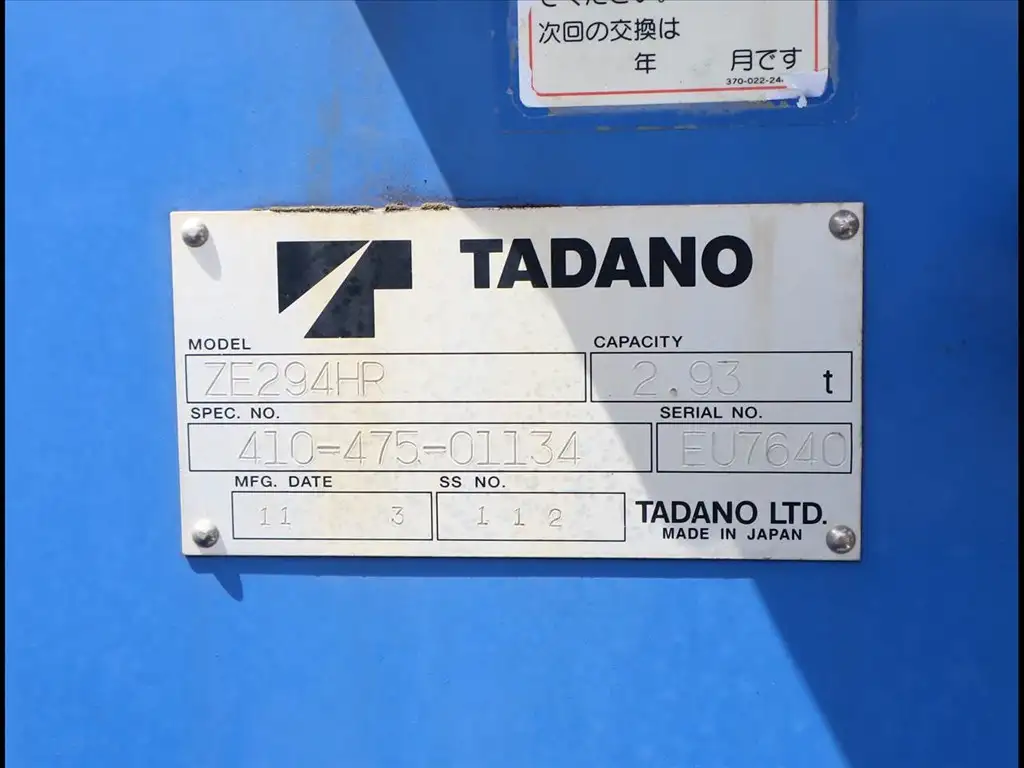 次回の交換は
年 月です
370-022-24
TADANO
MODEL CAPACITY
ZE294HR 2.93 t
SPEC. NO. SERIAL NO.
410-475-01134 EU7640
MFG. DATE SS NO.
11 3 112 TADANO LTD.
MADE IN JAPAN